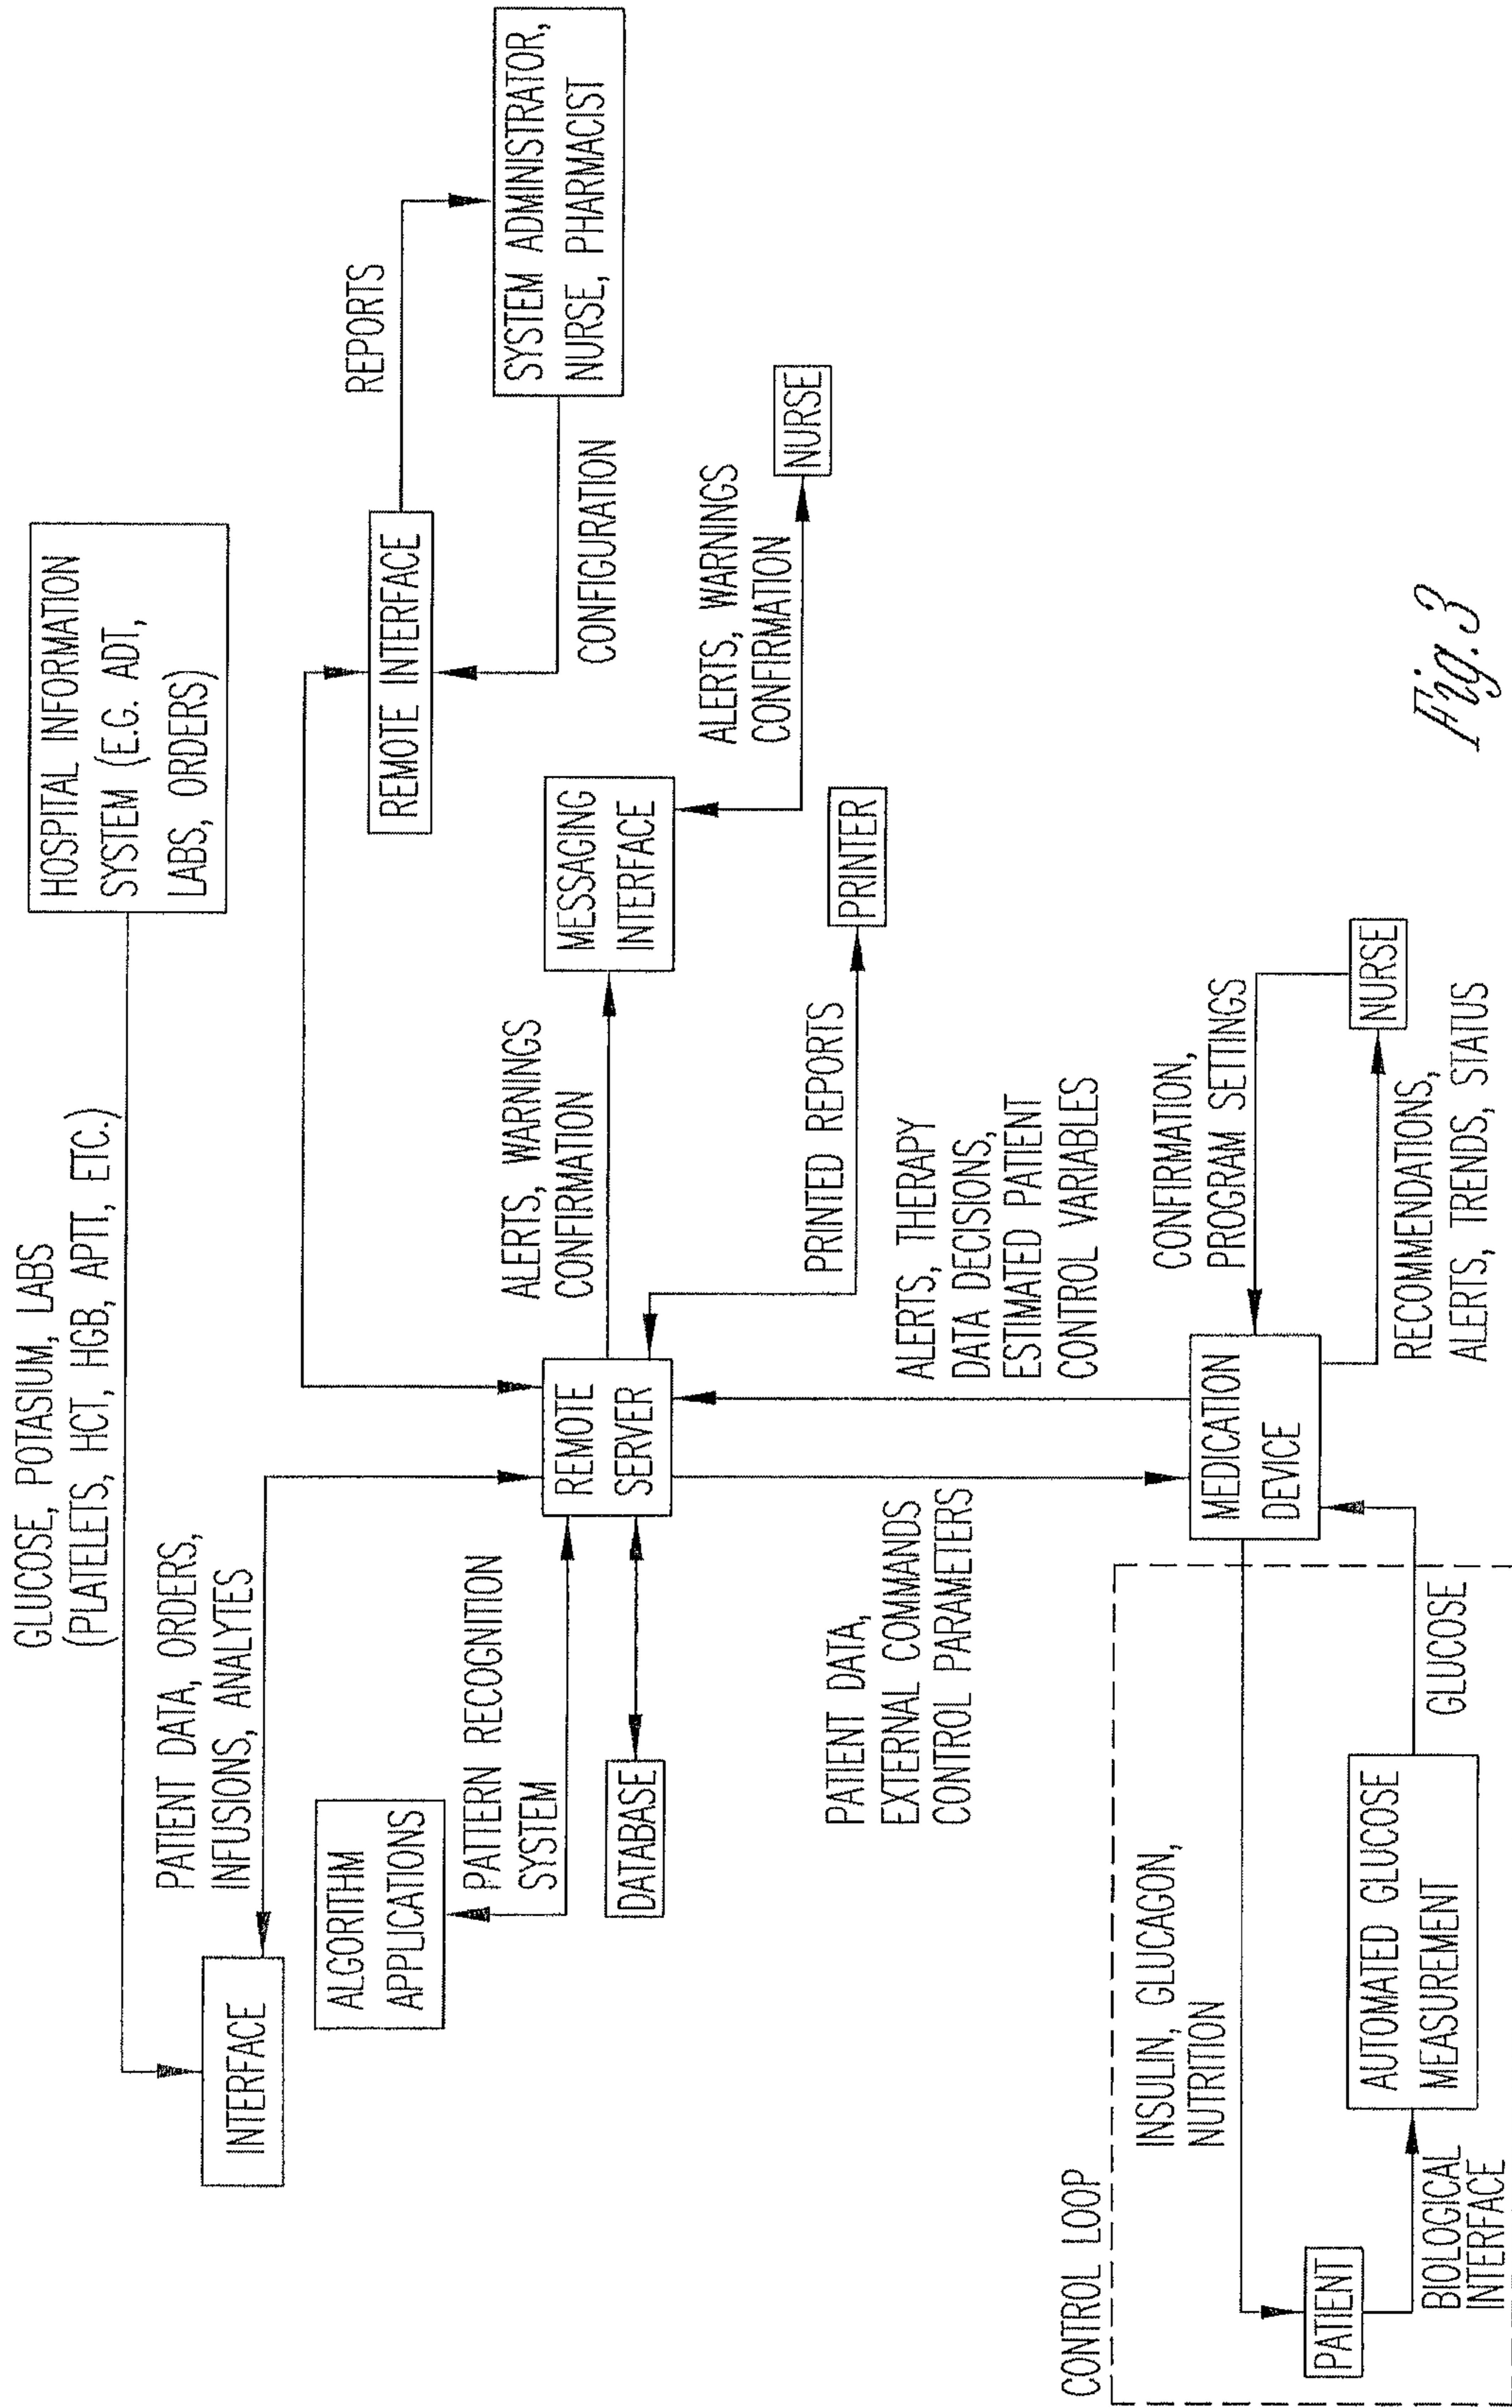 GLUCOSE, POTASIUM, LABS
(PLATELETS, HCT, HGB, APTT, ETC.)
HOSPITAL INFORMATION
SYSTEM (E.G. ADT,
LABS, ORDERS)
INTERFACE
PATIENT DATA, ORDERS,
INFUSIONS, ANALYTES
ALGORITHM
APPLICATIONS
PATTERN RECOGNITION
SYSTEM
DATABASE
REMOTE
SERVER
ALERTS, WARNINGS
CONFIRMATION
MESSAGING
INTERFACE
REMOTE INTERFACE
REPORTS
SYSTEM ADMINISTRATOR,
NURSE, PHARMACIST
CONFIGURATION
ALERTS, WARNINGS
CONFIRMATION
NURSE
PRINTED REPORTS
PRINTER
PATIENT DATA,
EXTERNAL COMMANDS
CONTROL PARAMETERS
ALERTS, THERAPY
DATA DECISIONS,
ESTIMATED PATIENT
CONTROL VARIABLES
CONTROL LOOP
INSULIN, GLUCAGON,
NUTRITION
PATIENT
BIOLOGICAL
INTERFACE
AUTOMATED GLUCOSE
MEASUREMENT
GLUCOSE
MEDICATION
DEVICE
CONFIRMATION,
PROGRAM SETTINGS
NURSE
RECOMMENDATIONS,
ALERTS, TRENDS, STATUS
Fig. 3